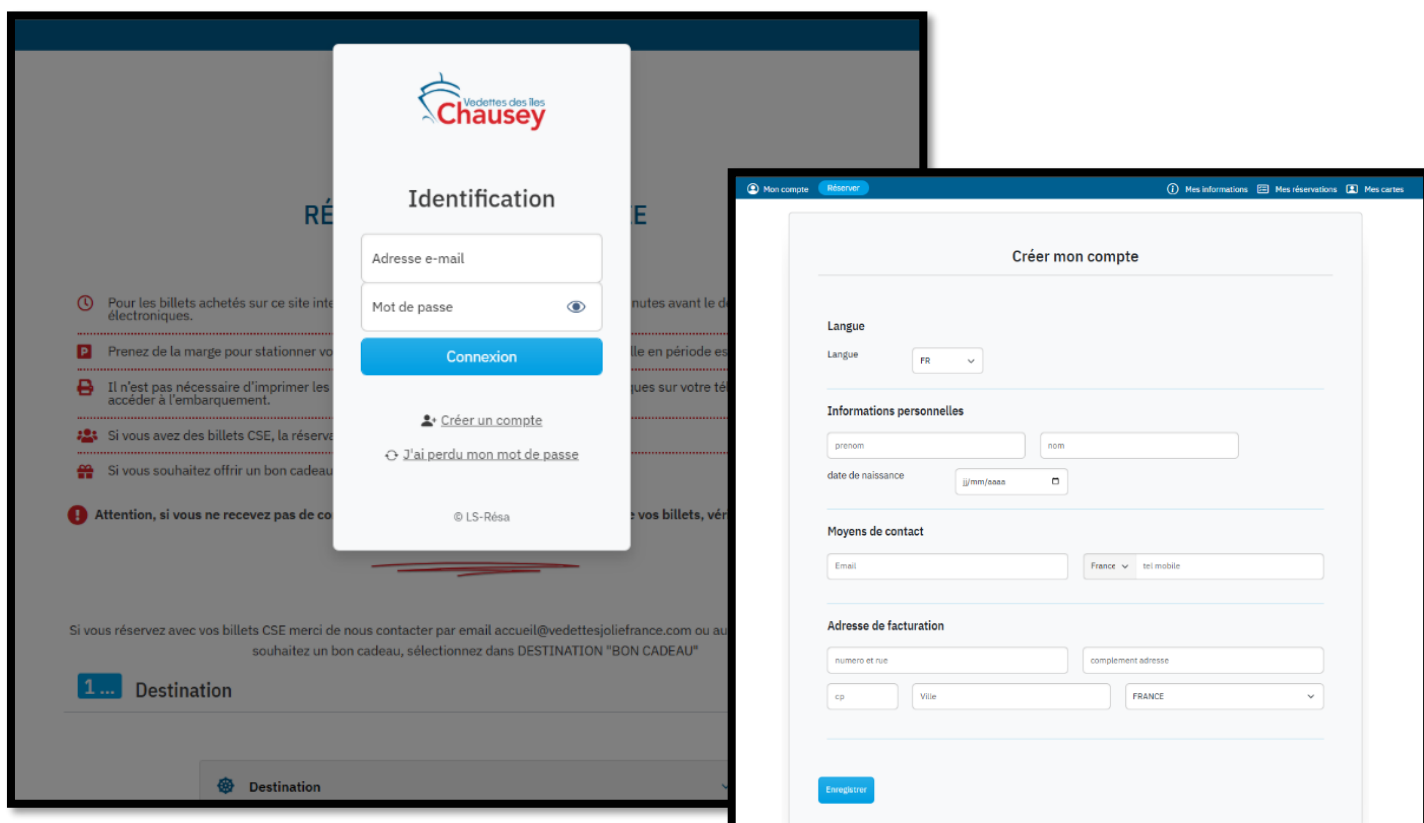 Vedettes des îles
Chausey
Identification
RÉ
E
Adresse e-mail
Mot de passe
Connexion
Créer un compte
J'ai perdu mon mot de passe
© LS-Résa
Pour les billets achetés sur ce site inte
nutes avant le d
électroniques.
P
Prenez de la marge pour stationner vo
lle en période es
Il n'est pas nécessaire d'imprimer les
ques sur votre té
accéder à l'embarquement.
Si vous avez des billets CSE, la réserva
Si vous souhaitez offrir un bon cadeau
Attention, si vous ne recevez pas de co
e vos billets, vér
Si vous réservez avec vos billets CSE merci de nous contacter par email accueil@vedettesjoliefrance.com ou au
souhaitez un bon cadeau, sélectionnez dans DESTINATION "BON CADEAU"
1 ... Destination
Destination
Mon compte Réserver Mes informations Mes réservations Mes cartes
Créer mon compte
Langue
Langue FR
Informations personnelles
prenom nom
date de naissance jj/mm/aaaa
Moyens de contact
Email France tel mobile
Adresse de facturation
numero et rue complement adresse
cp Ville FRANCE
Enregistrer